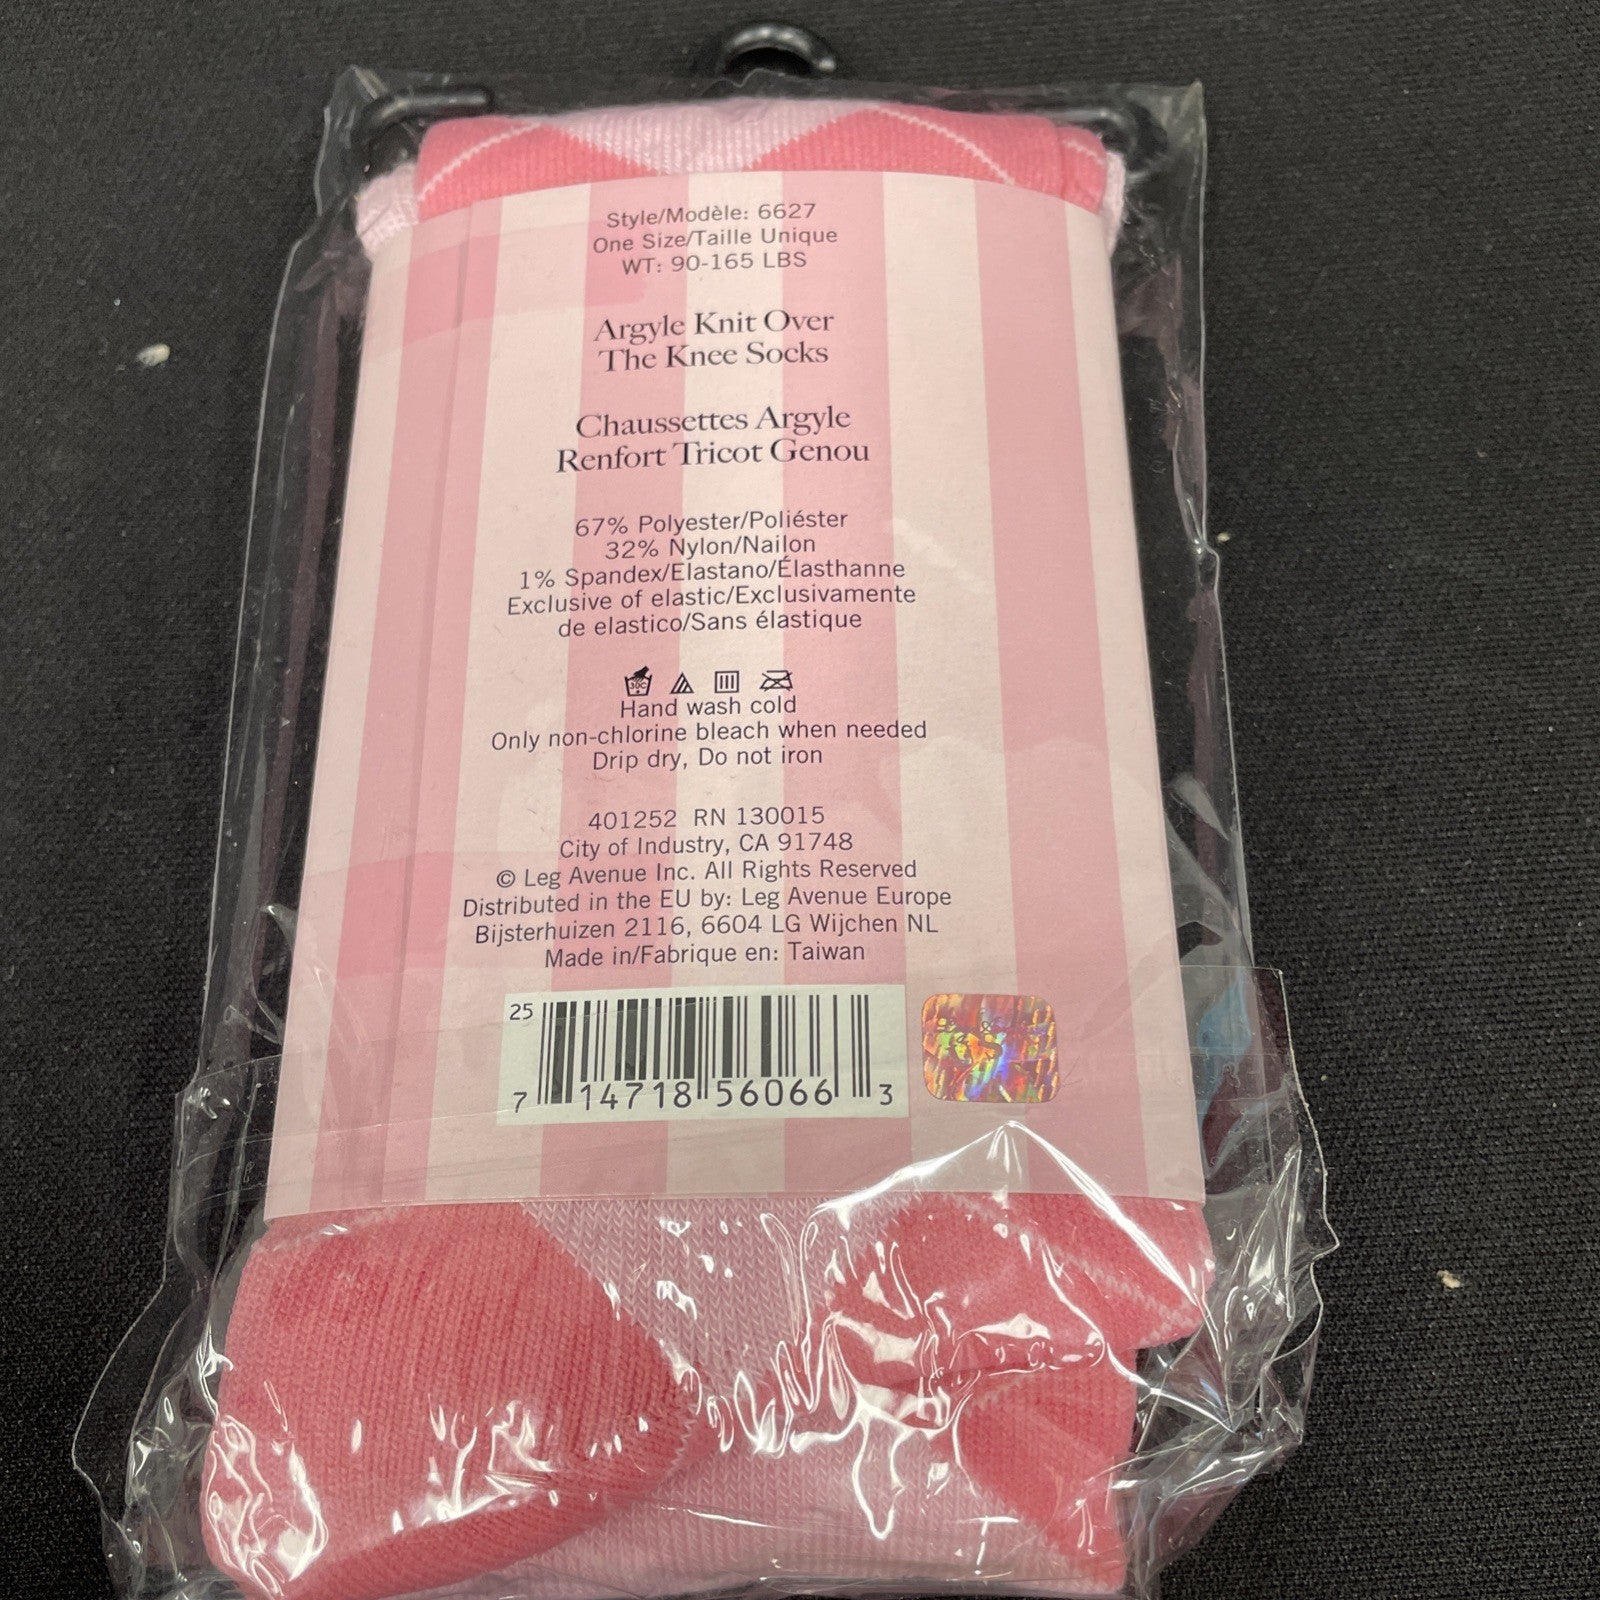 Style/Modèle: 6627
One Size/Taille Unique
WT: 90-165 LBS
Argyle Knit Over
The Knee Socks
Chaussettes Argyle
Renfort Tricot Genou
67% Polyester/Poliéster
32% Nylon/Nailon
1% Spandex/Elastano/Élasthanne
Exclusive of elastic/Exclusivamente
de elastico/Sans élastique
30C
Hand wash cold
Only non-chlorine bleach when needed
Drip dry, Do not iron
401252 RN 130015
City of Industry, CA 91748
© Leg Avenue Inc. All Rights Reserved
Distributed in the EU by: Leg Avenue Europe
Bijsterhuizen 2116, 6604 LG Wijchen NL
Made in/Fabrique en: Taiwan
25
7 14718 56066 3